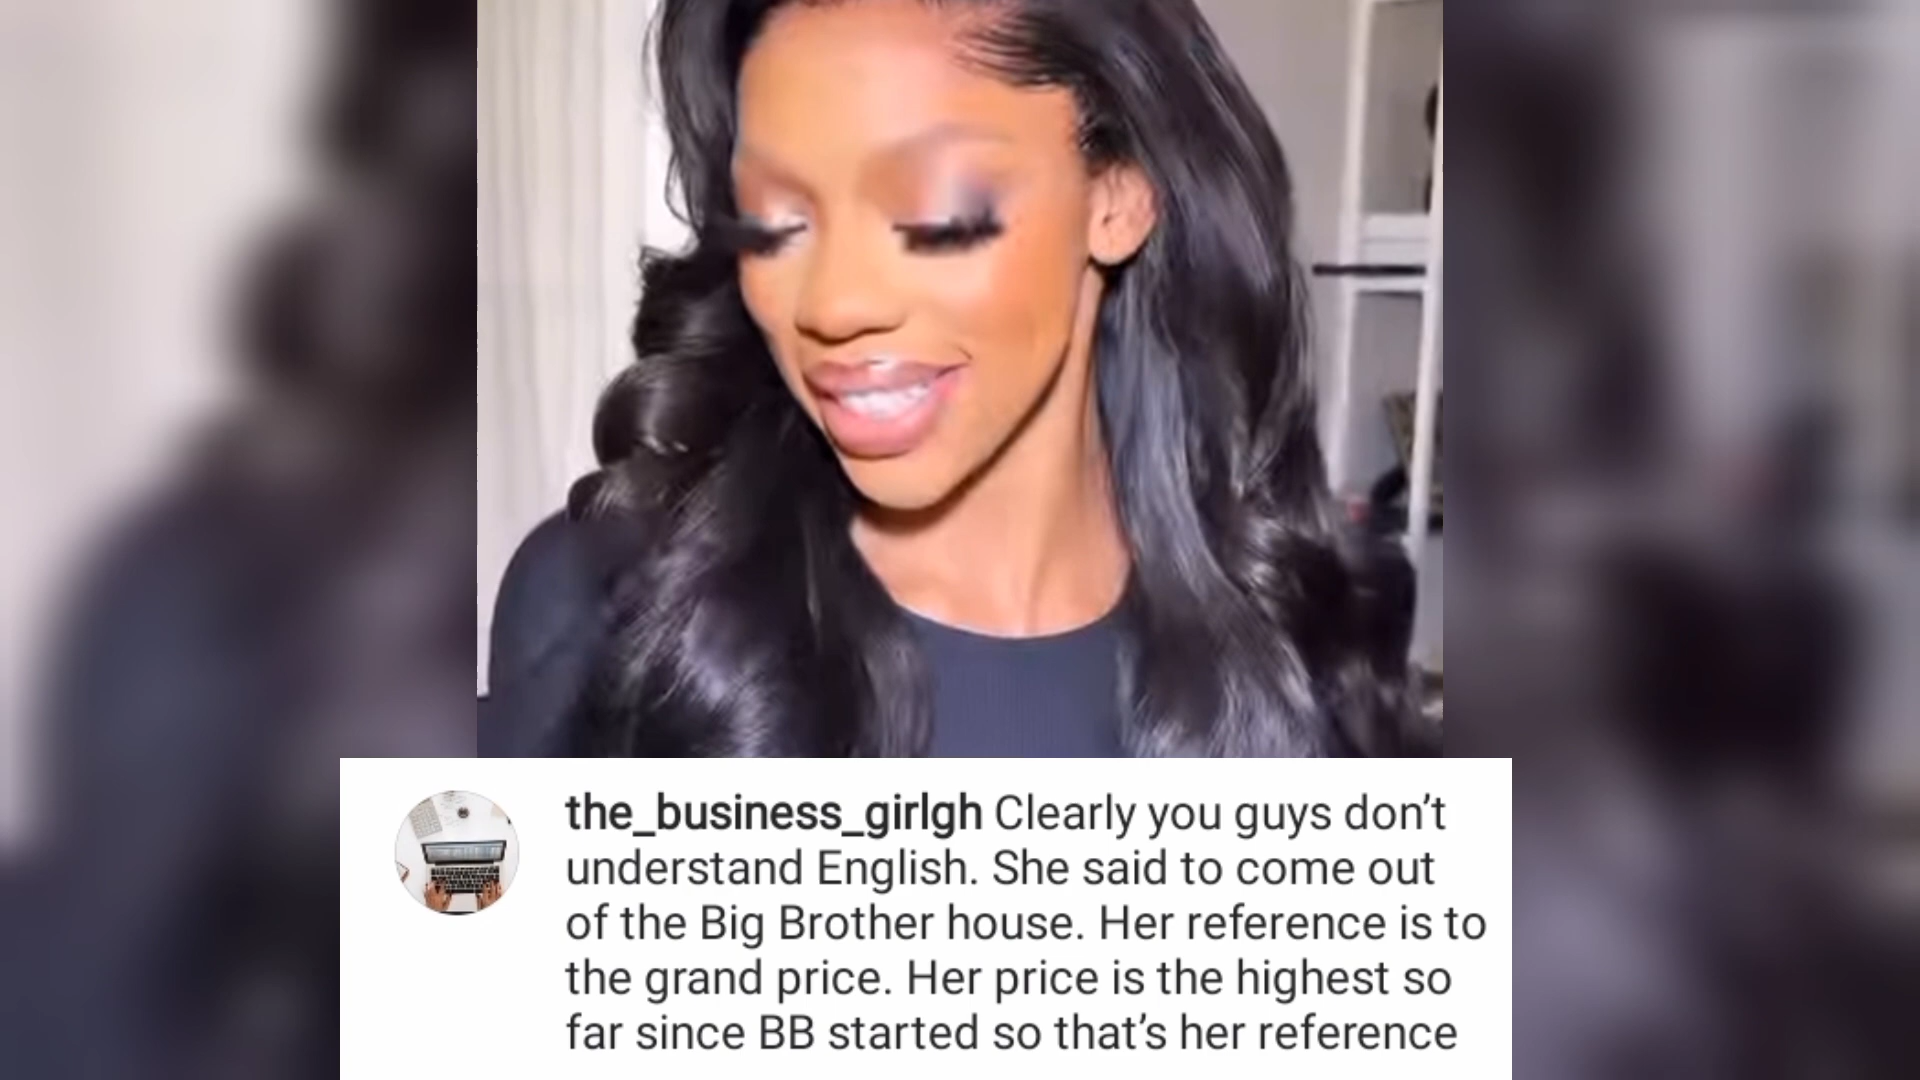 the_business_girlgh Clearly you guys don’t
understand English. She said to come out
of the Big Brother house. Her reference is to
the grand price. Her price is the highest so
far since BB started so that’s her reference